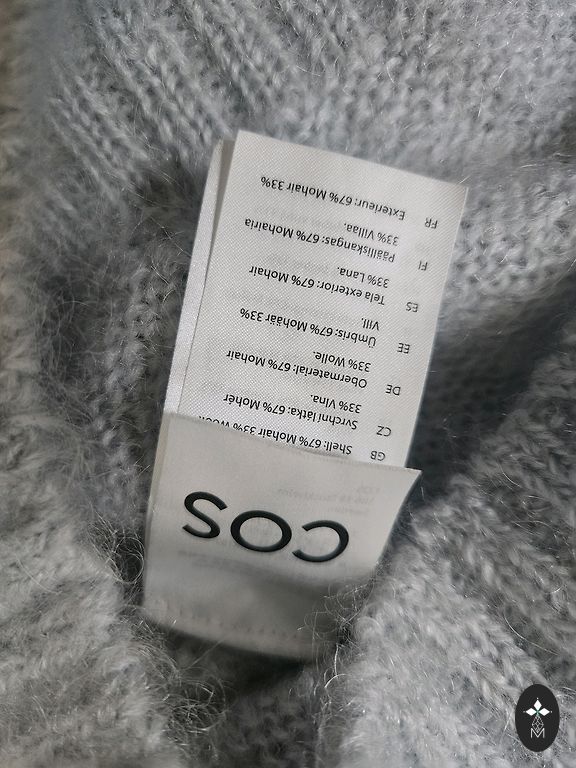 COS
GB
Shell: 67% Mohair 33% Wool.
CZ
Svrchní látka: 67% Mohér
33% Vlna.
DE
Obermaterial: 67% Mohair
33% Wolle.
EE
Ümbris: 67% Mohäär 33%
Vill.
ES
Tela exterior: 67% Mohair
33% Lana.
FI
Päälliskangas: 67% Mohairia
33% Villaa.
FR
Exterieur: 67% Mohair 33%
M